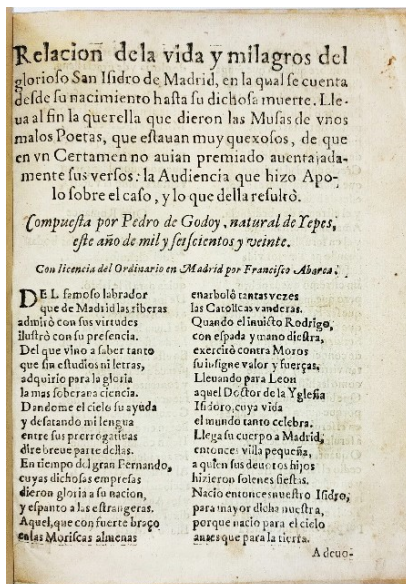 Relacion dela vida y milagros del
glorioso San Isidro de Madrid, en la qual se cuenta
desde su nacimiento hasta su dichosa muerte. Lle-
ua al fin la querella que dieron las Musas de vnos
malos Poetas, que estauan muy quexosos, de que
en vn Certamen no auian premiado auentajada-
mente sus versos: la Audiencia que hizo Apo-
lo sobre el caso, y lo que della resultò.
Compuesta por Pedro de Godoy, natural de Yepes,
este año de mil y seiscientos y veinte.
Con licencia del Ordinario en Madrid por Francisco Abarca.
DEL famoso labrador
que de Madrid las riberas
admirò con sus virtudes
ilustrò con su presencia.
Del que vino a saber tanto
que sin estudios ni letras,
adquirio para la gloria
la mas soberana ciencia.
Dandome el cielo su ayuda
y desatando mi lengua
entre sus prerrogatiuas
dire breue parte dellas.
En tiempo del gran Fernando,
cuyas dichosas empresas
dieron gloria a su nacion,
y espanto a las estrangeras.
Aquel, que con fuerte braço
en las Moriscas almenas
enarbolò tantas vezes
las Catolicas vanderas.
Quando el inuicto Rodrigo,
con espada y mano diestra,
exercitò contra Moros
su insigne valor y fuerças,
Lleuando para Leon
aquel Doctor de la Yglesia
Isidoro, cuya vida
el mundo tanto celebra.
Llega su cuerpo a Madrid,
entonces villa pequeña,
a quien sus deuotos hijos
hizieron solenes fiestas.
Nacio entonces nuestro Isidro,
para mayor dicha nuestra,
porque nacio para el cielo
antes que para la tierra.
A deuo-